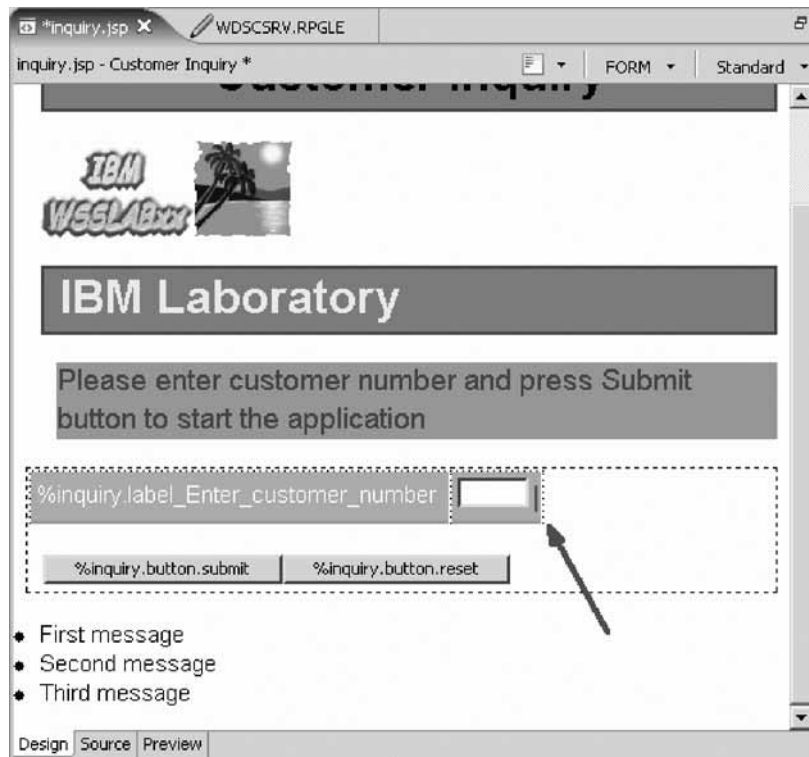 *inquiry.jsp WDSCSRV.RPGLE
inquiry.jsp - Customer Inquiry * FORM Standard
Customer Inquiry
IBM
WSSLABxx
IBM Laboratory
Please enter customer number and press Submit
button to start the application
%inquiry.label_Enter_customer_number
%inquiry.button.submit %inquiry.button.reset
First message
Second message
Third message
Design Source Preview